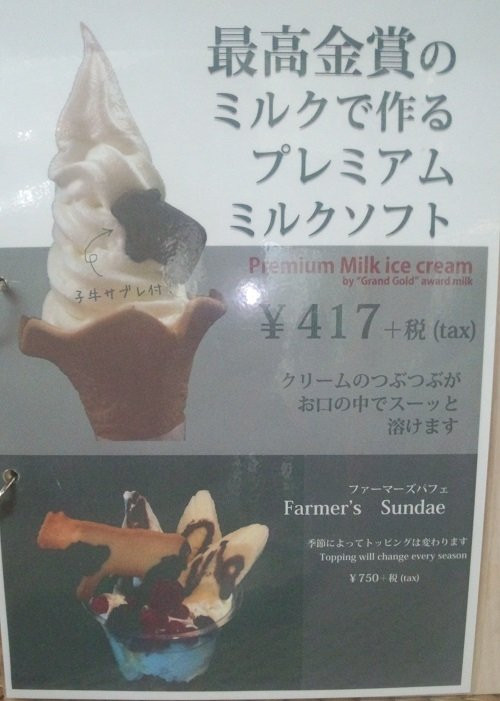 最高金賞の
ミルクで作る
プレミアム
ミルクソフト
子牛サブレ付!
Premium Milk ice cream
by "Grand Gold" award milk
¥417+税(tax)
クリームのつぶつぶが
お口の中でスーッと
溶けます
ファーマーズパフェ
Farmer's Sundae
季節によってトッピングは変わります
Topping will change every season
¥750+税(tax)